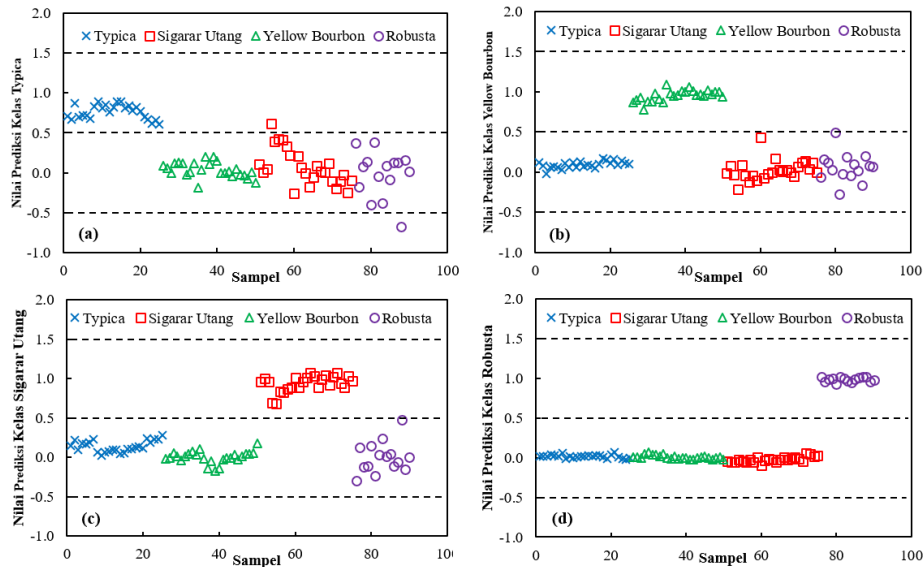 2.0
Typica Sigarar Utang Yellow Bourbon Robusta
1.5
1.0
0.5
0.0
-0.5
-1.0
Nilai Prediksi Kelas Typica
(a)
0 20 40 60 80 100
Sampel
2.0
Typica Sigarar Utang Yellow Bourbon Robusta
1.5
1.0
0.5
0.0
-0.5
-1.0
Nilai Prediksi Kelas Yellow Bourbon
(b)
0 20 40 60 80 100
Sampel
2.0
Typica Sigarar Utang Yellow Bourbon Robusta
1.5
1.0
0.5
0.0
-0.5
-1.0
Nilai Prediksi Kelas Sigarar Utang
(c)
0 20 40 60 80 100
Sampel
2.0
Typica Sigarar Utang Yellow Bourbon Robusta
1.5
1.0
0.5
0.0
-0.5
-1.0
Nilai Prediksi Kelas Robusta
(d)
0 20 40 60 80 100
Sampel